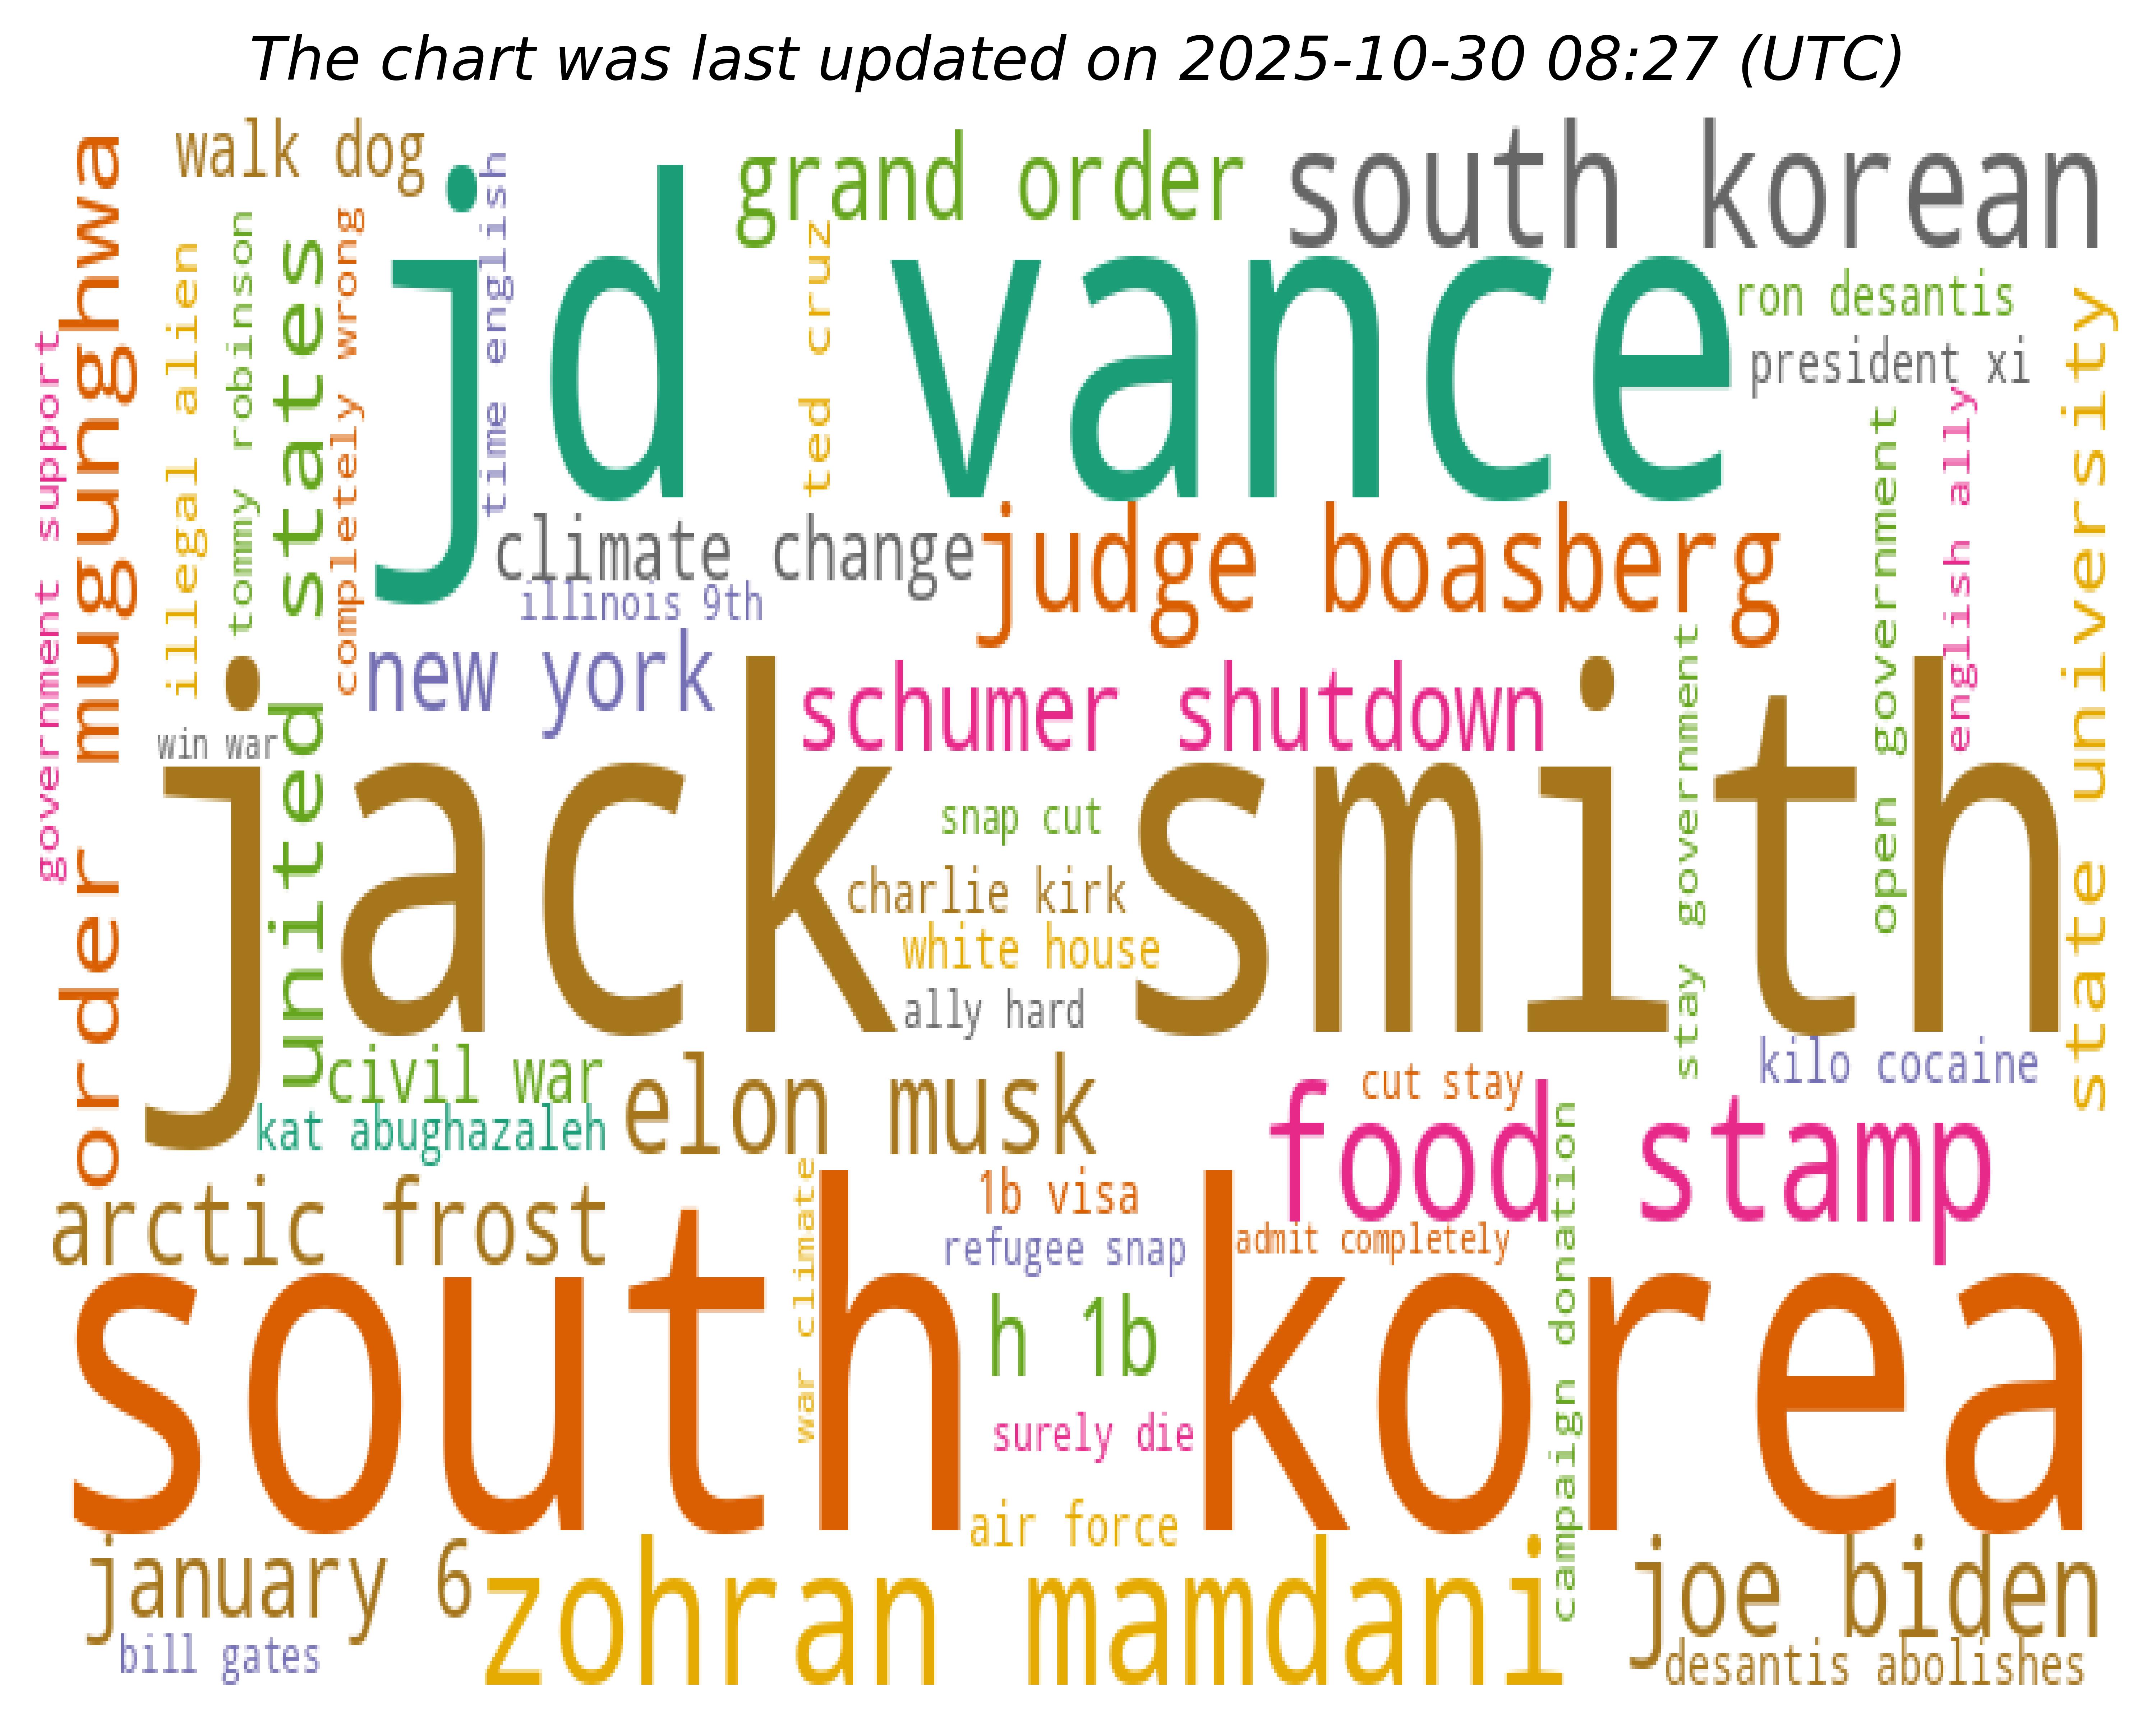 The chart was last updated on 2025-10-30 08:27 (UTC)
walk dog
grand order
south korean
jd vance
ron desantis
president xi
order mugunghwa
government support
illegal alien
tommy robinson
united states
completely wrong
time english
ted cruz
climate change
judge boasberg
illinois 9th
new york
schumer shutdown
open government
english ally
state university
stay government
win war
jack smith
snap cut
charlie kirk
white house
ally hard
civil war
kat abughazaleh
elon musk
cut stay
kilo cocaine
food stamp
arctic frost
war climate
1b visa
refugee snap
admit completely
campaign donation
south korea
h 1b
surely die
air force
january 6
zohran mamdani
joe biden
bill gates
desantis abolishes